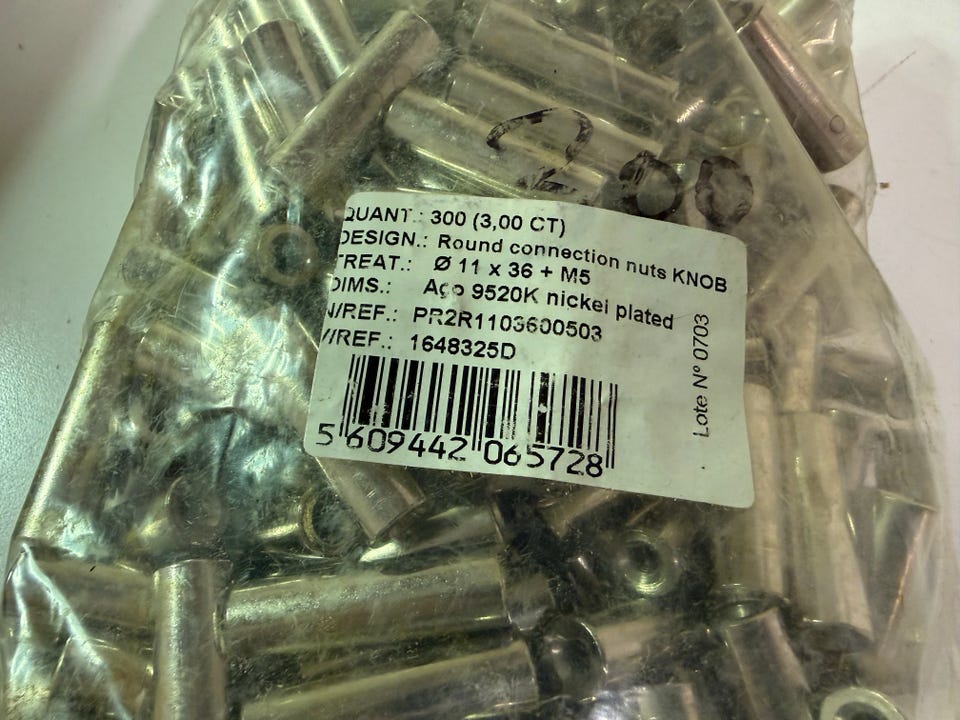 200
QUANT.: 300 (3,00 CT)
DESIGN.: Round connection nuts KNOB
TREAT.: Ø 11 x 36 + M5
DIMS.: Aço 9520K nickel plated
N/REF.: PR2R1103600503
V/REF.: 1648325D
5 609442 065728
Lote Nº 0703